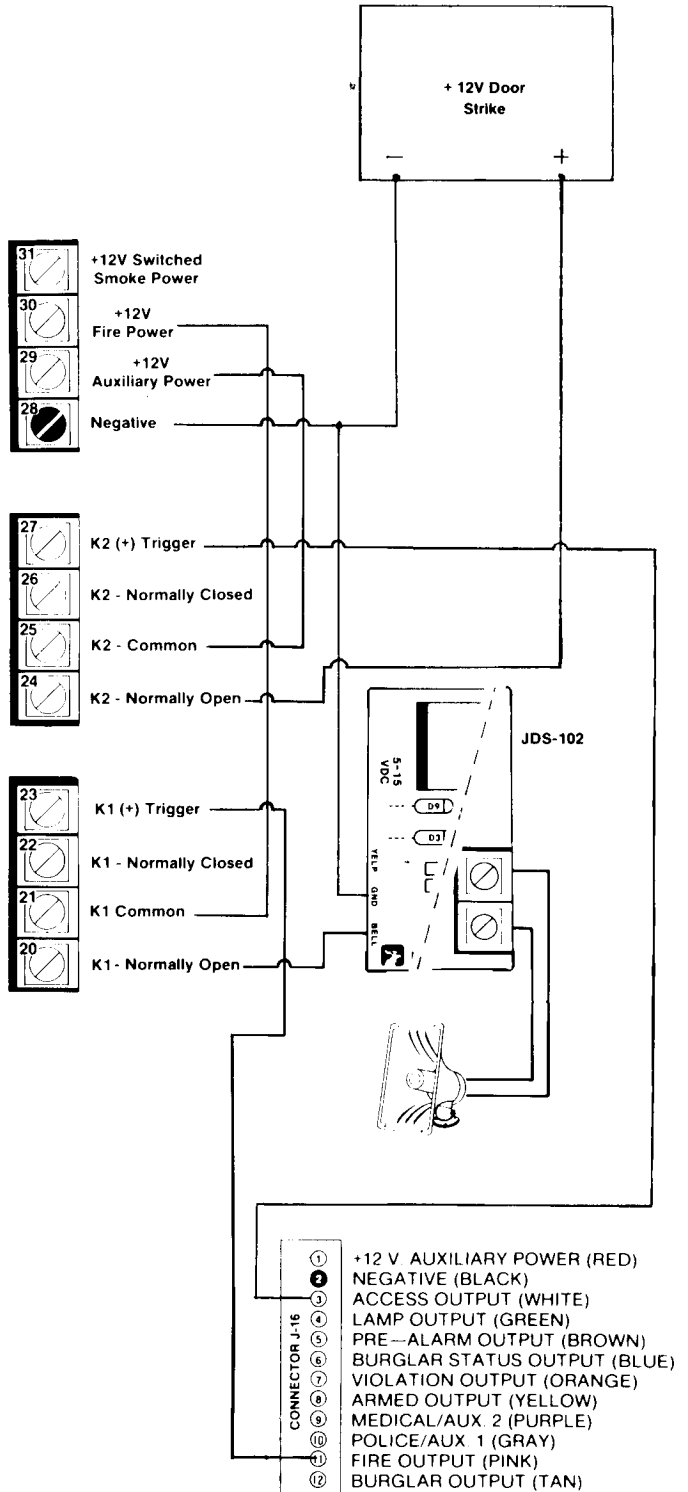 + 12V Door
Strike
−
+
31
+12V Switched
Smoke Power
30
+12V
Fire Power
29
+12V
Auxiliary Power
28
Negative
27
K2 (+) Trigger
26
K2 - Normally Closed
25
K2 - Common
24
K2 - Normally Open
JDS-102
5-15
VDC
D9
D3
YELP
GND
BELL
23
K1 (+) Trigger
22
K1 - Normally Closed
21
K1 Common
20
K1- Normally Open
CONNECTOR J-16
1 +12 V. AUXILIARY POWER (RED)
2 NEGATIVE (BLACK)
3 ACCESS OUTPUT (WHITE)
4 LAMP OUTPUT (GREEN)
5 PRE—ALARM OUTPUT (BROWN)
6 BURGLAR STATUS OUTPUT (BLUE)
7 VIOLATION OUTPUT (ORANGE)
8 ARMED OUTPUT (YELLOW)
9 MEDICAL/AUX. 2 (PURPLE)
10 POLICE/AUX. 1 (GRAY)
11 FIRE OUTPUT (PINK)
12 BURGLAR OUTPUT (TAN)